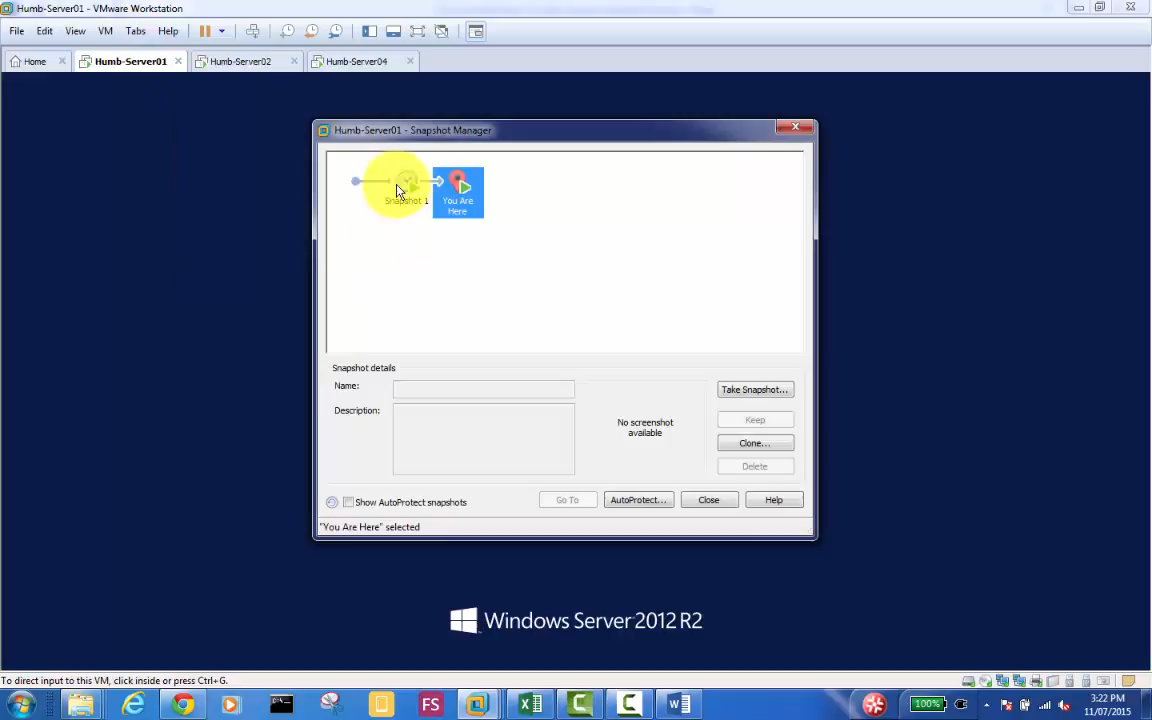 Humb-Server01 - VMware Workstation
File Edit View VM Tabs Help
Home Humb-Server01 Humb-Server02 Humb-Server04
Humb-Server01 - Snapshot Manager
Snapshot 1
You Are
Here
Snapshot details
Name:
Description:
No screenshot
available
Take Snapshot...
Keep
Clone...
Delete
Show AutoProtect snapshots
Go To
AutoProtect...
Close
Help
"You Are Here" selected
Windows Server 2012 R2
To direct input to this VM, click inside or press Ctrl+G.
FS
100%
3:22 PM
11/07/2015